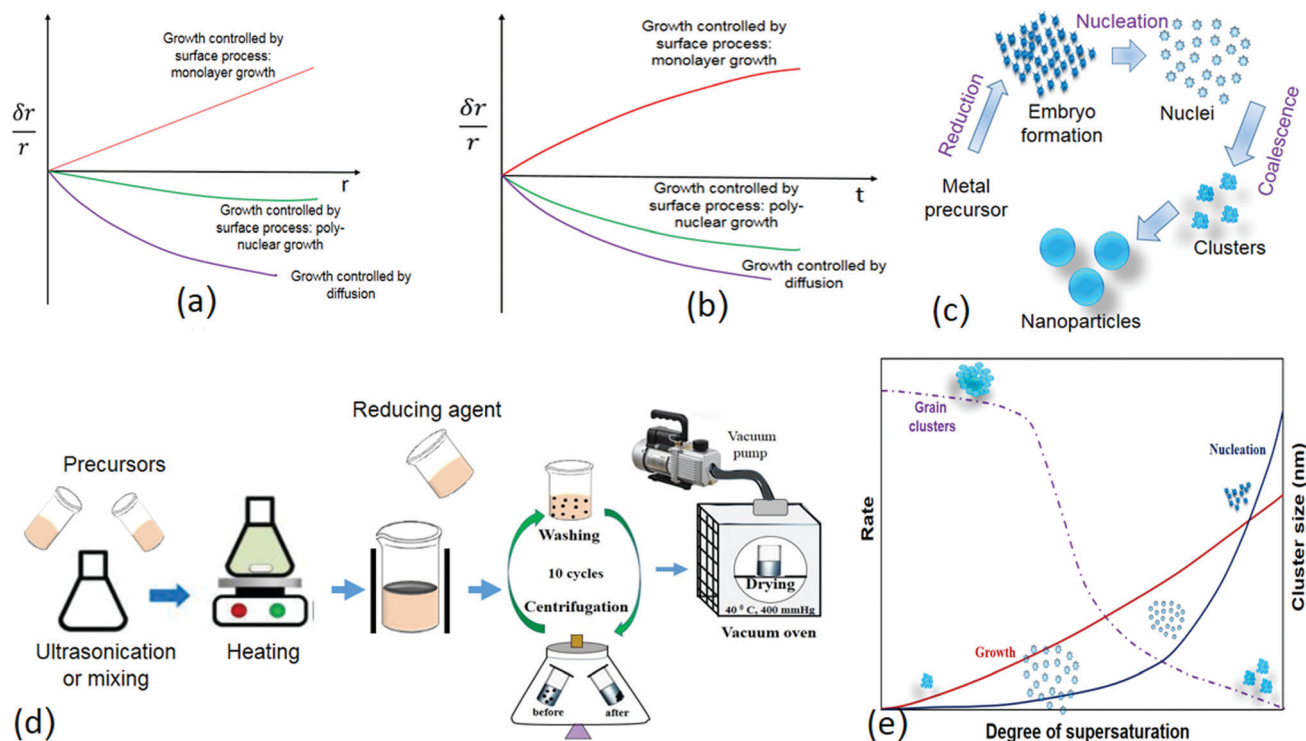 Growth controlled by
surface process:
monolayer growth
δr
r
r
Growth controlled by
surface process: poly-
nuclear growth
Growth controlled by
diffusion
(a)
Growth controlled by
surface process:
monolayer growth
δr
r
t
Growth controlled by
surface process: poly-
nuclear growth
Growth controlled by
diffusion
(b)
Nucleation
Reduction
Embryo
formation
Nuclei
Coalescence
Metal
precursor
Clusters
Nanoparticles
(c)
Precursors
Ultrasonication
or mixing
Heating
Reducing agent
Washing
10 cycles
Centrifugation
before
after
Vacuum
pump
Drying
40 ⁰ C, 400 mmHg
Vacuum oven
(d)
Rate
Grain
clusters
Nucleation
Growth
Cluster size (nm)
Degree of supersaturation
(e)